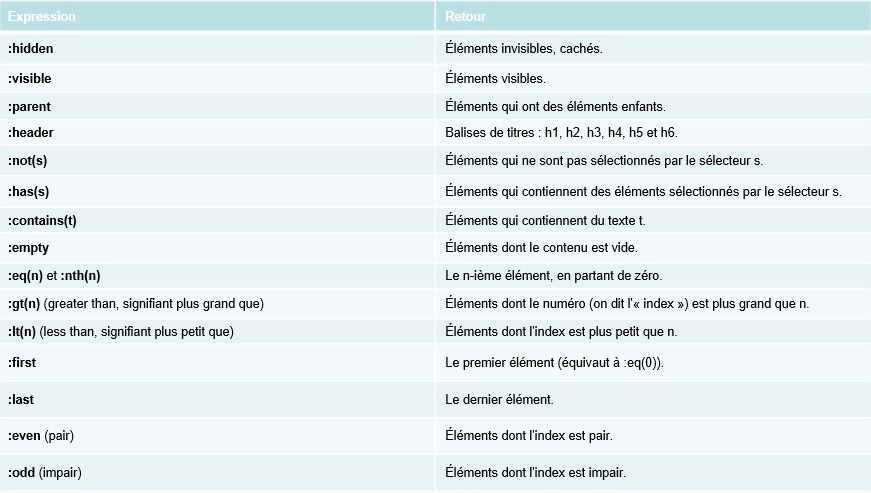 Expression Retour
:hidden Éléments invisibles, cachés.
:visible Éléments visibles.
:parent Éléments qui ont des éléments enfants.
:header Balises de titres : h1, h2, h3, h4, h5 et h6.
:not(s) Éléments qui ne sont pas sélectionnés par le sélecteur s.
:has(s) Éléments qui contiennent des éléments sélectionnés par le sélecteur s.
:contains(t) Éléments qui contiennent du texte t.
:empty Éléments dont le contenu est vide.
:eq(n) et :nth(n) Le n-ième élément, en partant de zéro.
:gt(n) (greater than, signifiant plus grand que) Éléments dont le numéro (on dit l'« index ») est plus grand que n.
:lt(n) (less than, signifiant plus petit que) Éléments dont l'index est plus petit que n.
:first Le premier élément (équivaut à :eq(0)).
:last Le dernier élément.
:even (pair) Éléments dont l'index est pair.
:odd (impair) Éléments dont l'index est impair.